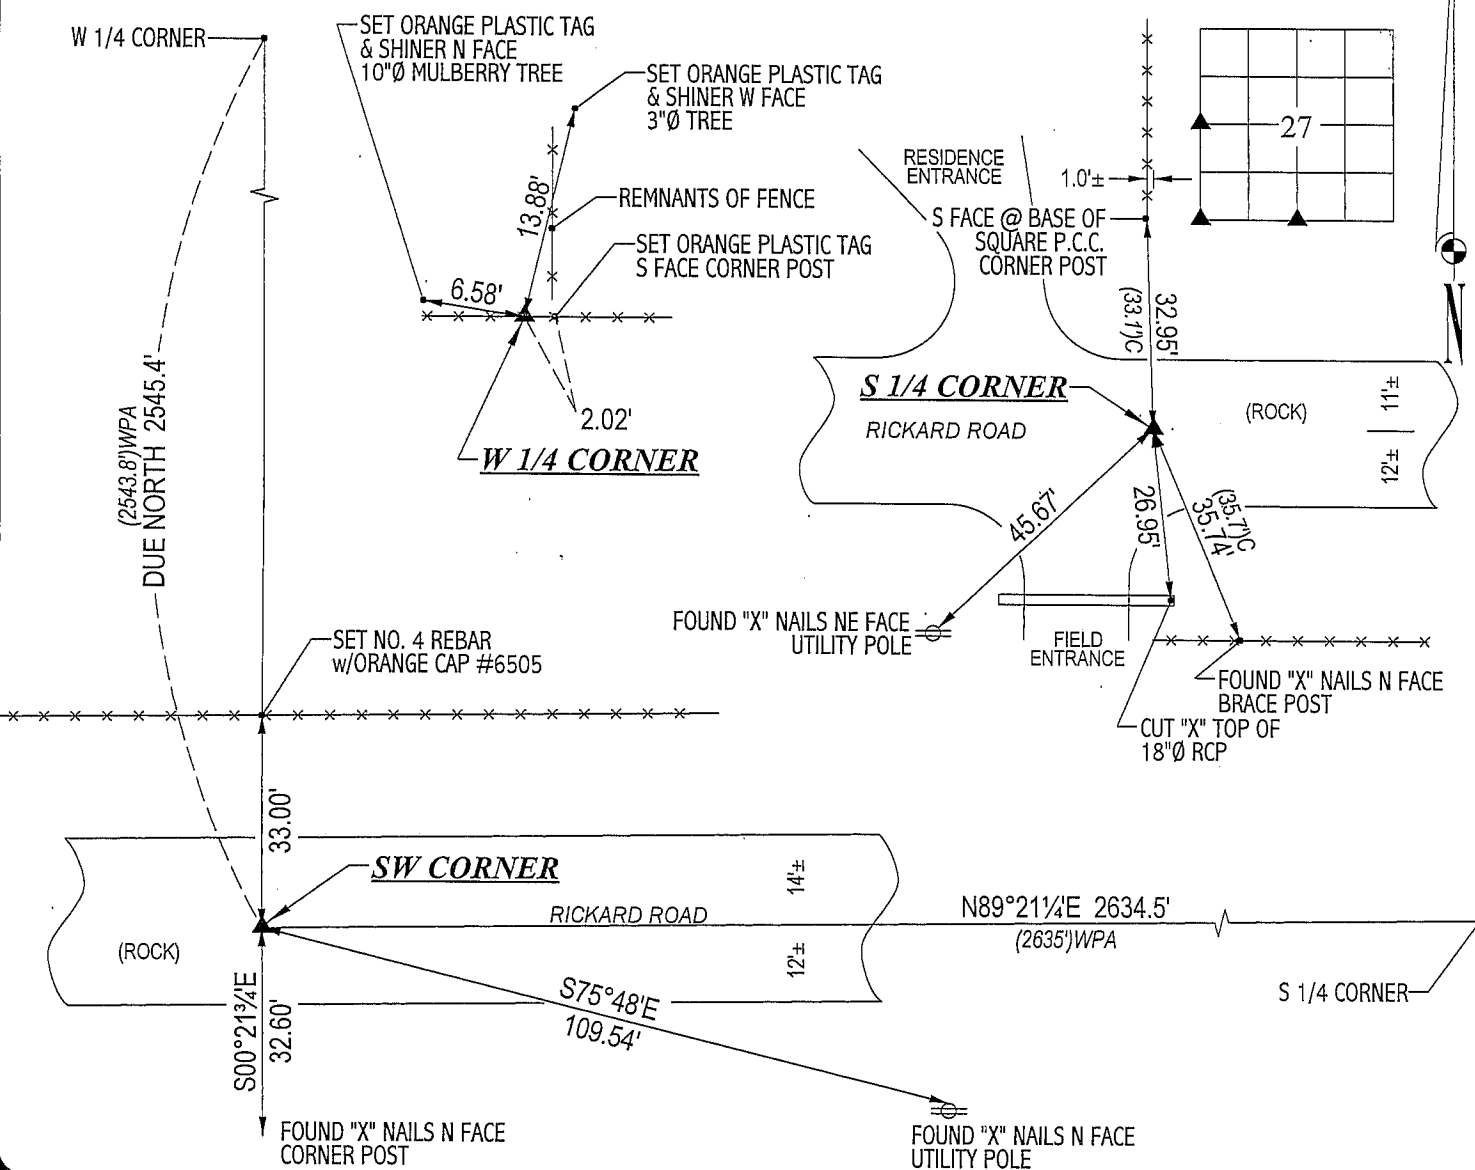 W 1/4 CORNER
SET ORANGE PLASTIC TAG
& SHINER N FACE
10"Ø MULBERRY TREE
SET ORANGE PLASTIC TAG
& SHINER W FACE
3"Ø TREE
13.88'
REMNANTS OF FENCE
SET ORANGE PLASTIC TAG
S FACE CORNER POST
6.58'
2.02'
W 1/4 CORNER
RESIDENCE
ENTRANCE
1.0'±
27
S FACE @ BASE OF
SQUARE P.C.C.
CORNER POST
32.95'
(33.1')C
N
S 1/4 CORNER
RICKARD ROAD
(ROCK)
11'±
12'±
45.67'
26.95'
(35.7')C
35.74'
FOUND "X" NAILS NE FACE
UTILITY POLE
FIELD
ENTRANCE
FOUND "X" NAILS N FACE
BRACE POST
CUT "X" TOP OF
18"Ø RCP
(2543.8')WPA
DUE NORTH 2545.4'
SET NO. 4 REBAR
w/ORANGE CAP #6505
33.00'
SW CORNER
14'±
RICKARD ROAD
N89°21¼'E 2634.5'
(2635')WPA
(ROCK)
12'±
S 1/4 CORNER
S00°21¾'E
32.60'
S75°48'E
109.54'
FOUND "X" NAILS N FACE
CORNER POST
FOUND "X" NAILS N FACE
UTILITY POLE